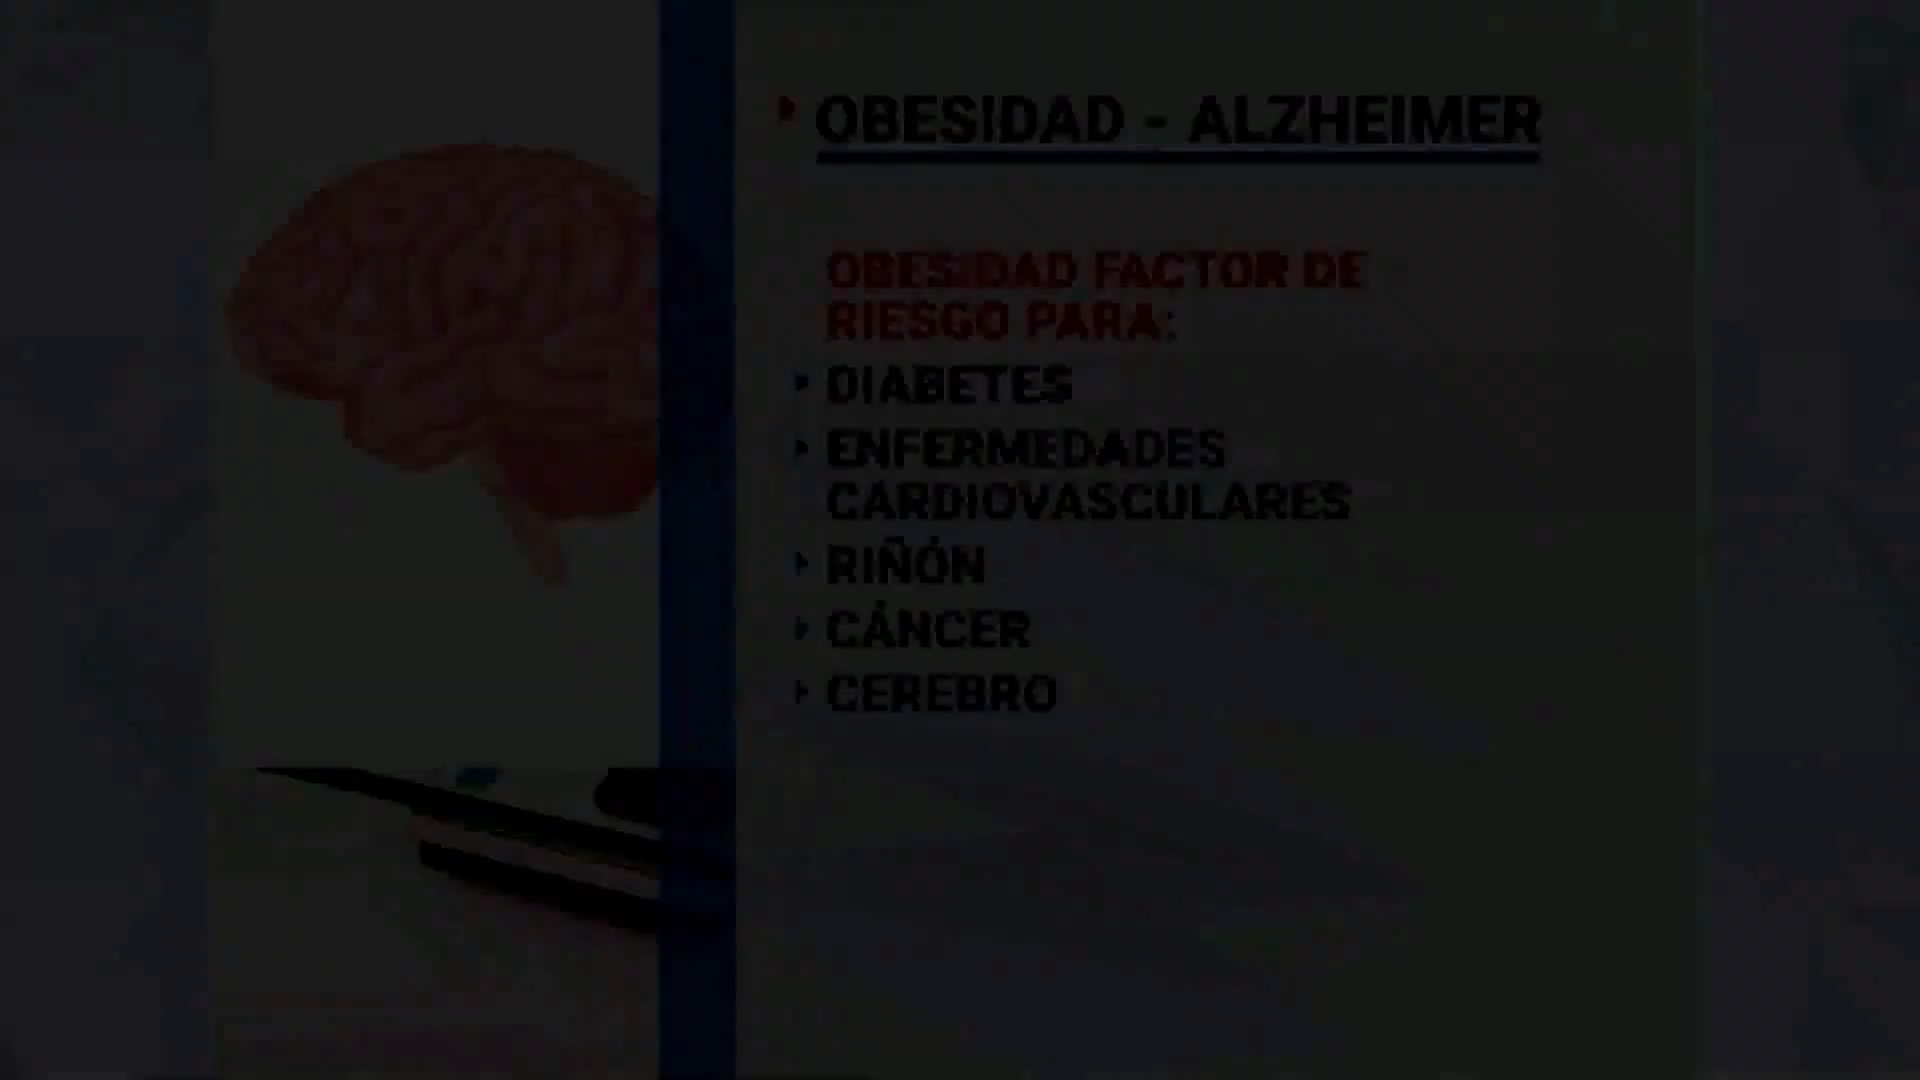 OBESIDAD - ALZHEIMER
OBESIDAD FACTOR DE
RIESGO PARA:
DIABETES
ENFERMEDADES
CARDIOVASCULARES
RIÑÓN
CÁNCER
CEREBRO